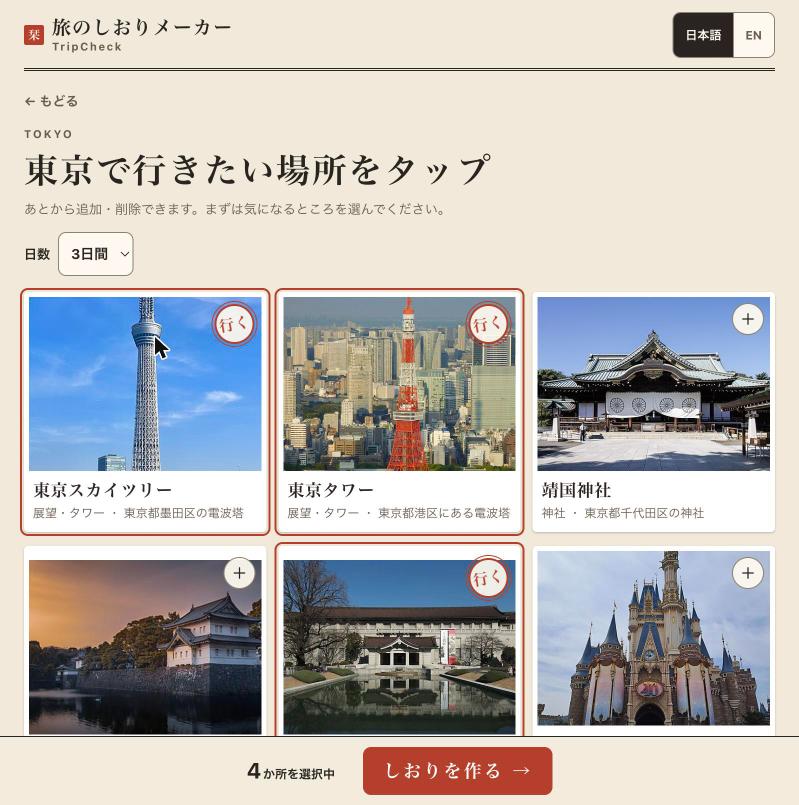 栞 旅のしおりメーカー
TripCheck
日本語 EN
← もどる
TOKYO
東京で行きたい場所をタップ
あとから追加・削除できます。まずは気になるところを選んでください。
日数 3日間
行く 行く +
東京スカイツリー 東京タワー 靖国神社
展望・タワー ・ 東京都墨田区の電波塔 展望・タワー ・ 東京都港区にある電波塔 神社 ・ 東京都千代田区の神社
+ 行く +
4か所を選択中 しおりを作る →